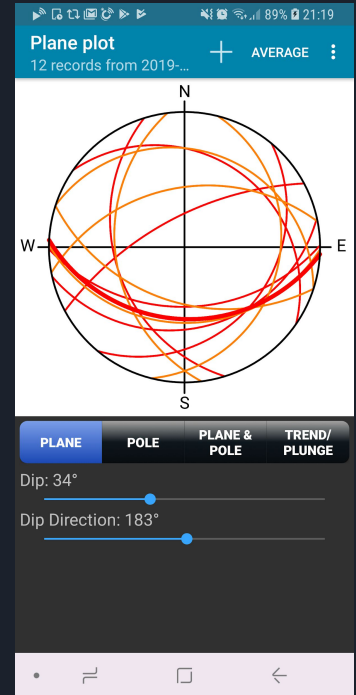 89% 21:19
Plane plot
12 records from 2019-...
AVERAGE
N
W
E
S
PLANE
POLE
PLANE &
POLE
TREND/
PLUNGE
Dip: 34°
Dip Direction: 183°